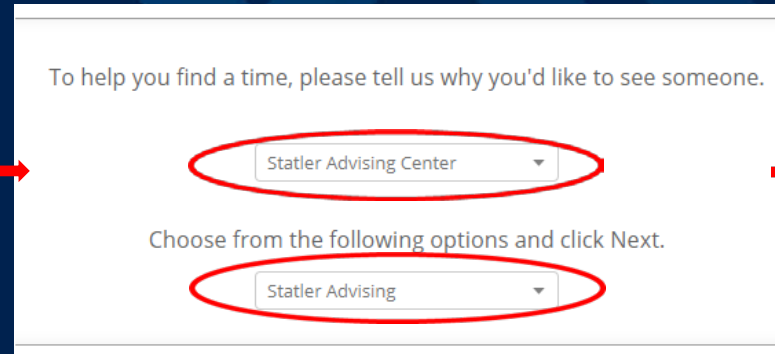 To help you find a time, please tell us why you'd like to see someone.
Statler Advising Center
Choose from the following options and click Next.
Statler Advising